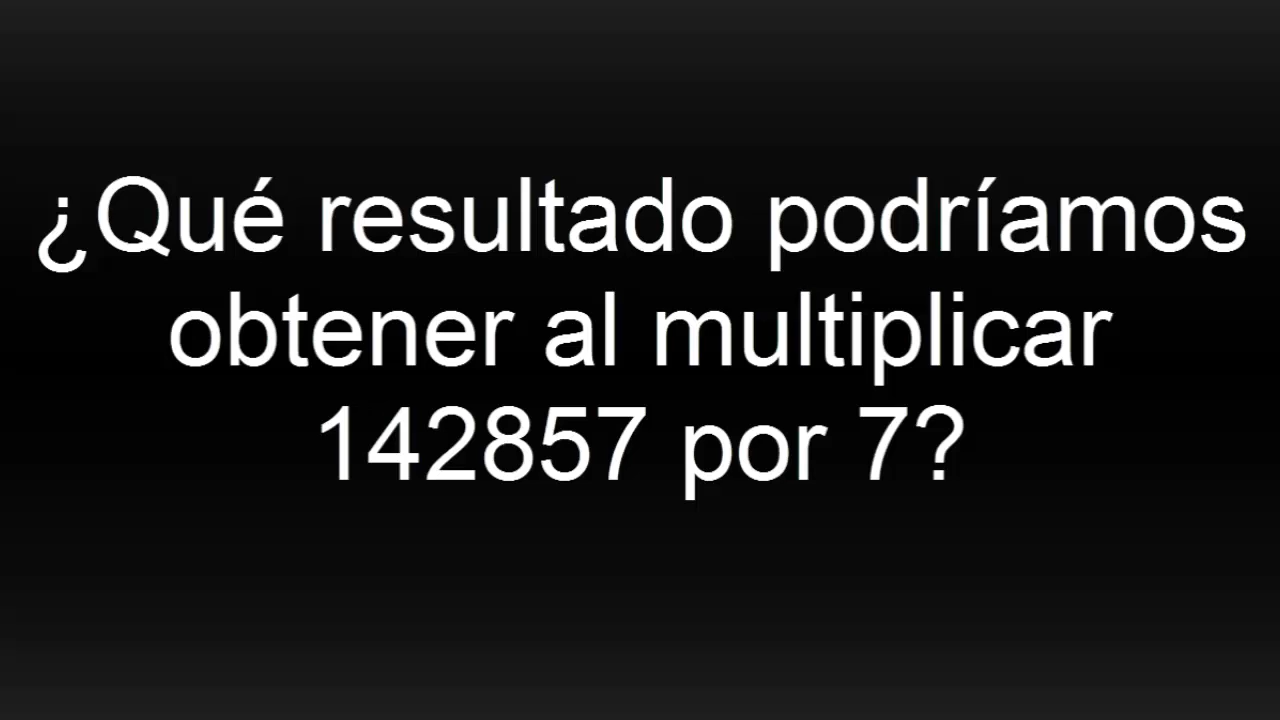 ¿Qué resultado podríamos
obtener al multiplicar
142857 por 7?